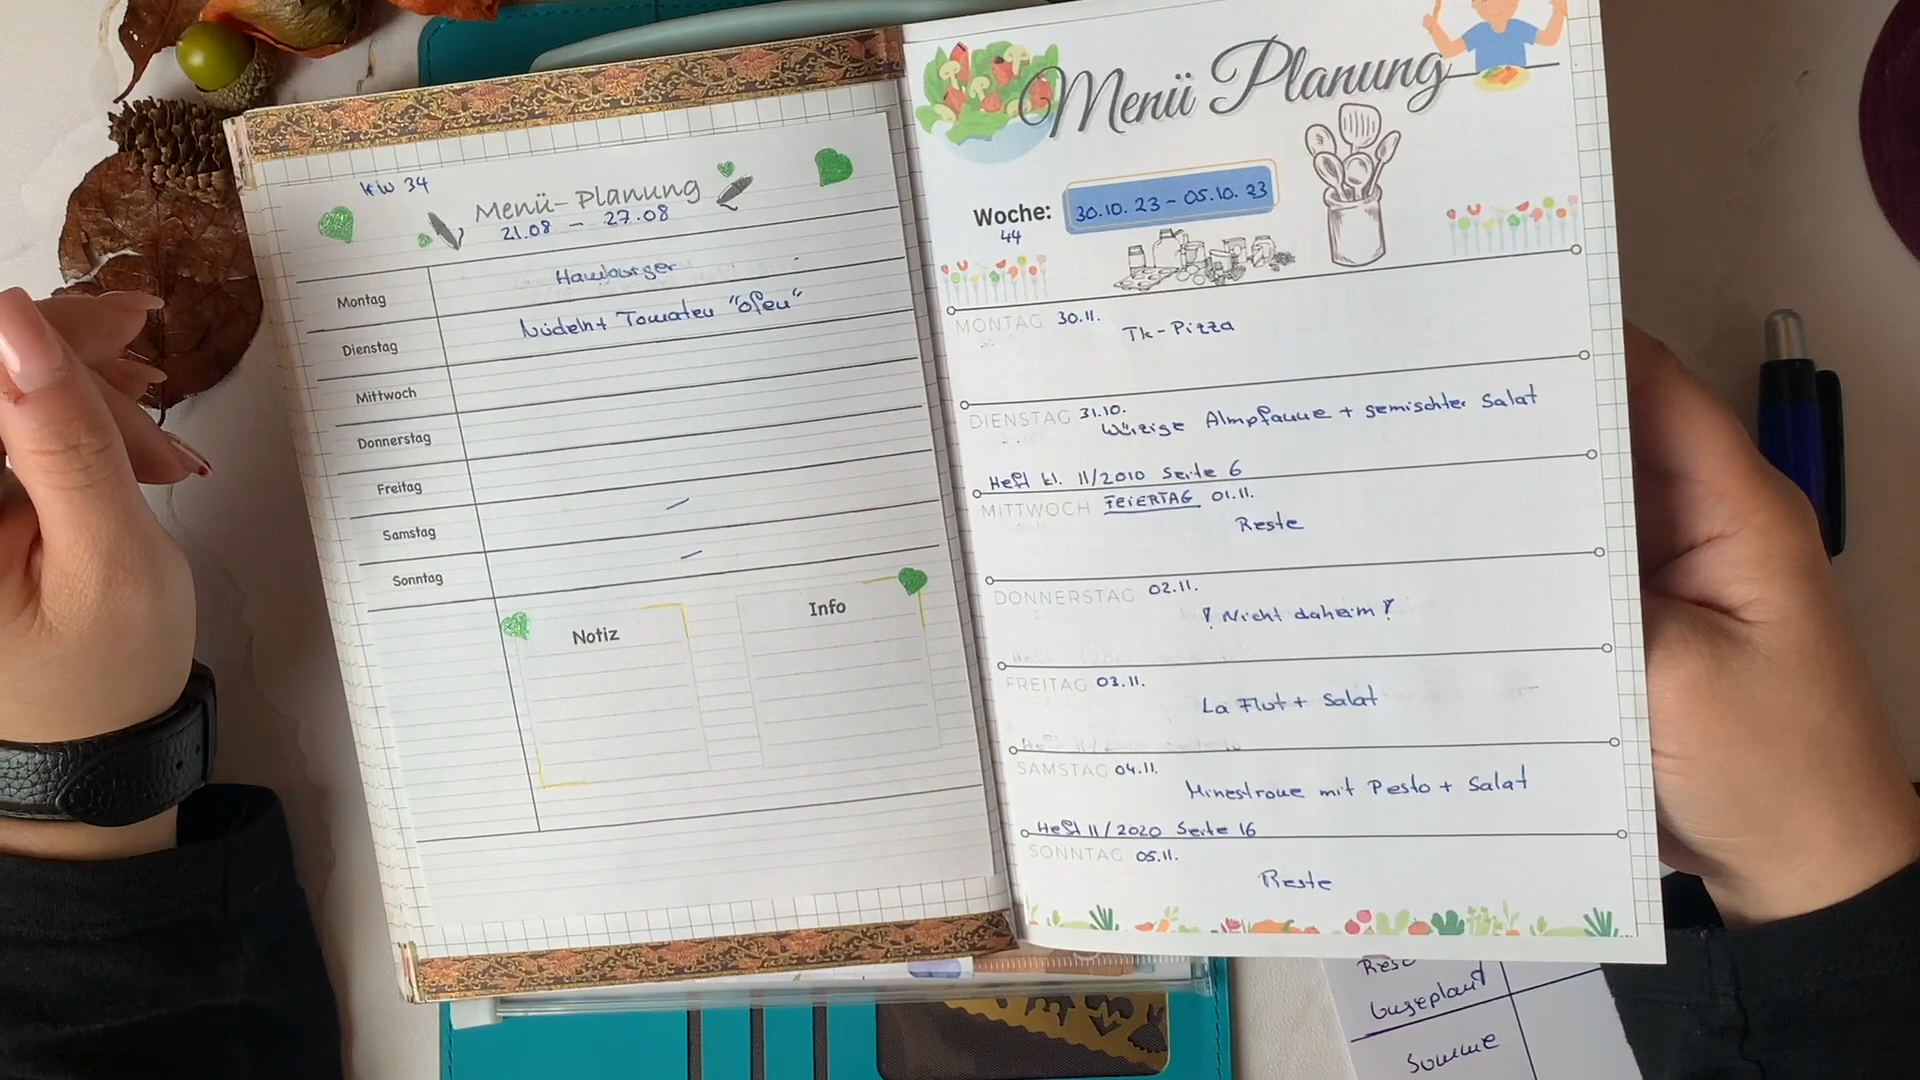 KW 34
Menü-Planung
21.08 - 27.08
Montag Hamburger
Dienstag Nudeln + Tomaten "Ofen"
Mittwoch
Donnerstag
Freitag
Samstag -
Sonntag -
Notiz
Info
Menü Planung
Woche: 30.10.23 - 05.10.23
44
MONTAG 30.11.
TK-Pizza
DIENSTAG 31.10.
Würzige Almpfanne + gemischter Salat
Heft kl. 11/2010 Seite 6
MITTWOCH FEIERTAG 01.11.
Reste
DONNERSTAG 02.11.
! Nicht daheim !
FREITAG 03.11.
La Flut + Salat
SAMSTAG 04.11.
Minestrone mit Pesto + Salat
Heft 11/2020 Seite 16
SONNTAG 05.11.
Reste
Summe